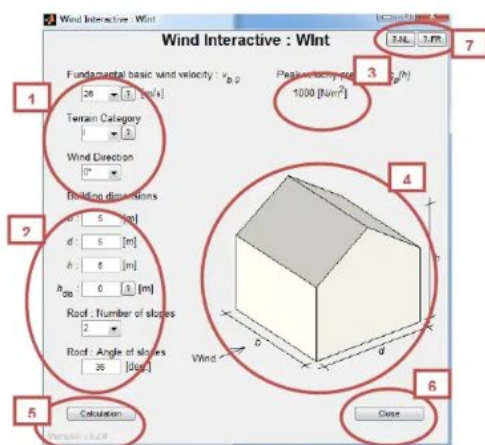 Wind Interactive : WInt
Wind Interactive : WInt
?-NL ?-FR
7
Fundamental basic wind velocity : v b,0
26 ? [m/s]
1
Peak velocity pre
p(h)
3
1000 [N/m²]
Terrain Category
I ?
Wind Direction
0°
4
Building dimensions
2
5 [m]
d : 5 [m]
h : [m]
h dis : 0 ? [m]
Roof : Number of slopes
2
Roof : Angle of slopes
[deg.]
Wind
b
d
h
5
Calculation
6
Close